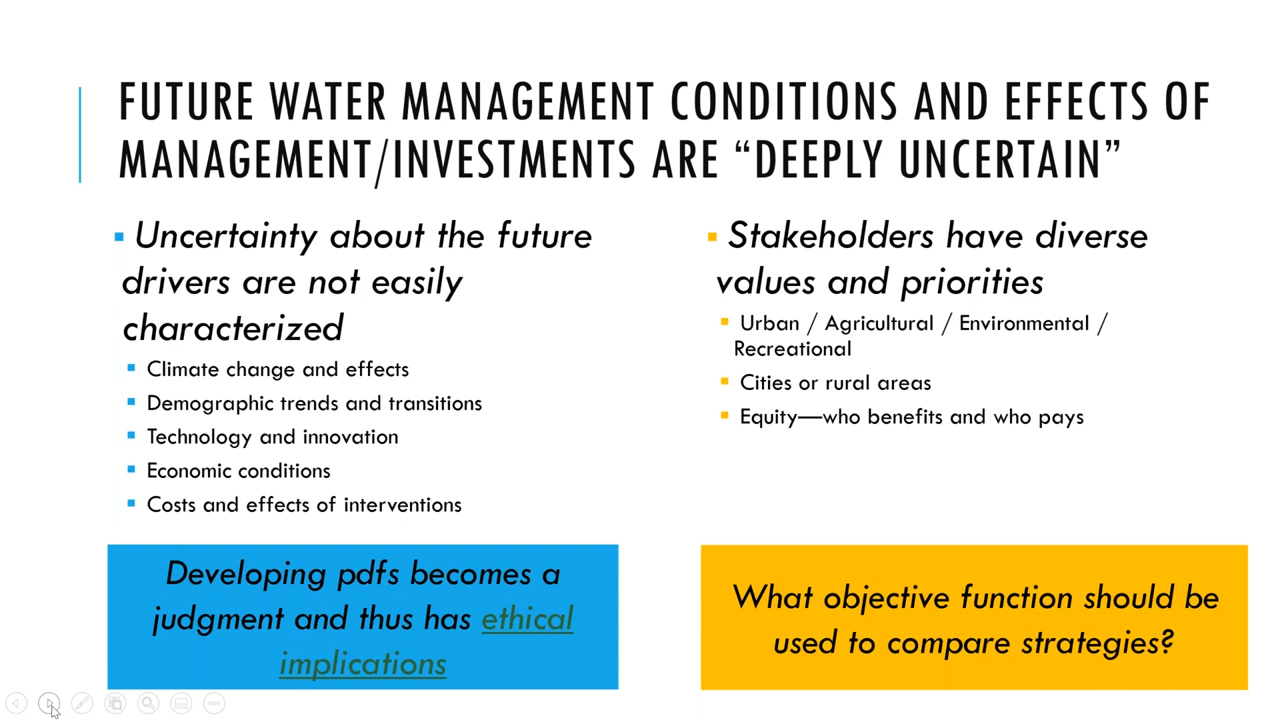 FUTURE WATER MANAGEMENT CONDITIONS AND EFFECTS OF
MANAGEMENT/INVESTMENTS ARE “DEEPLY UNCERTAIN”
Uncertainty about the future
drivers are not easily
characterized
Climate change and effects
Demographic trends and transitions
Technology and innovation
Economic conditions
Costs and effects of interventions
Developing pdfs becomes a
judgment and thus has ethical
implications
Stakeholders have diverse
values and priorities
Urban / Agricultural / Environmental /
Recreational
Cities or rural areas
Equity—who benefits and who pays
What objective function should be
used to compare strategies?